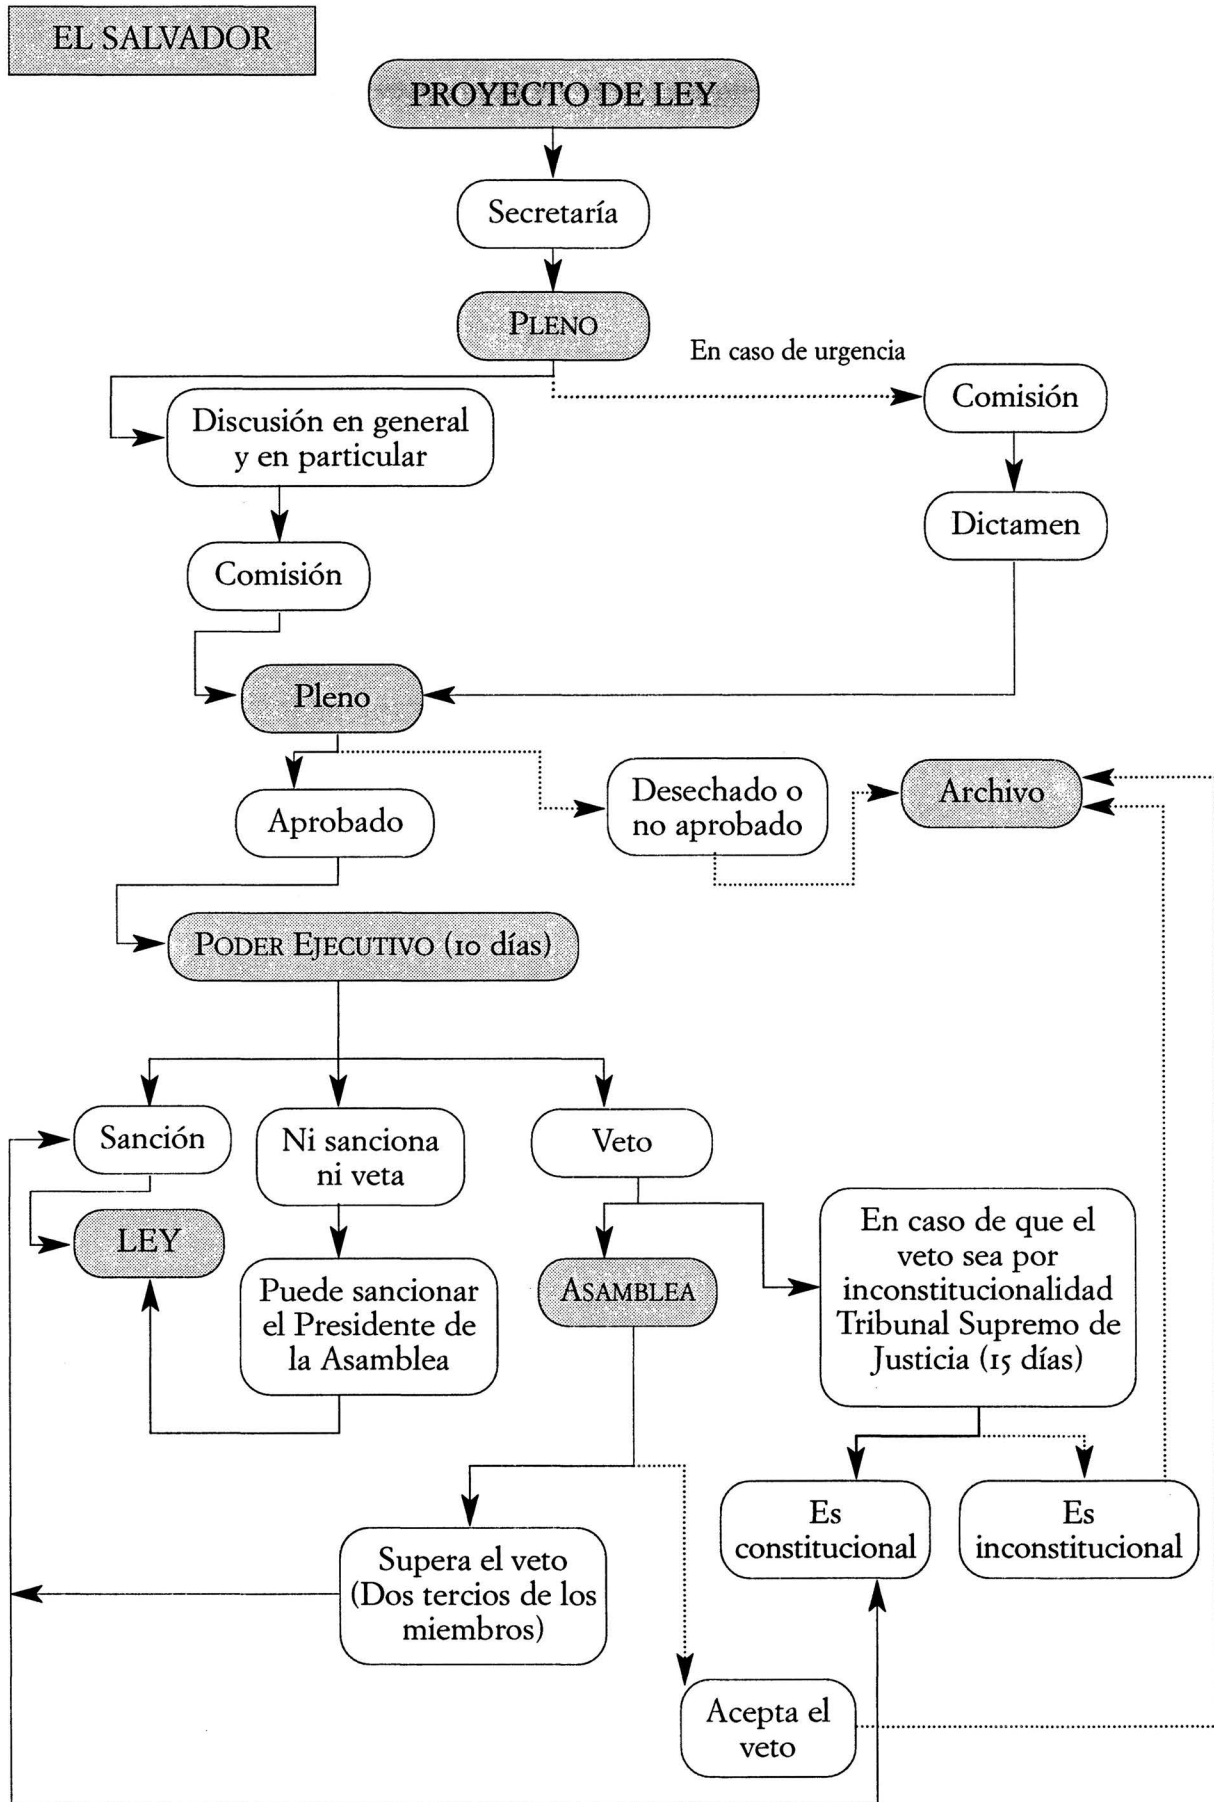 EL SALVADOR
PROYECTO DE LEY
Secretaría
PLENO
En caso de urgencia
Comisión
Discusión en general
y en particular
Dictamen
Comisión
Pleno
Desechado o
no aprobado
Archivo
Aprobado
PODER EJECUTIVO (10 días)
Sanción
Ni sanciona
ni veta
Veto
LEY
En caso de que el
veto sea por
inconstitucionalidad
Tribunal Supremo de
Justicia (15 días)
Puede sancionar
el Presidente de
la Asamblea
ASAMBLEA
Es
constitucional
Es
inconstitucional
Supera el veto
(Dos tercios de los
miembros)
Acepta el
veto